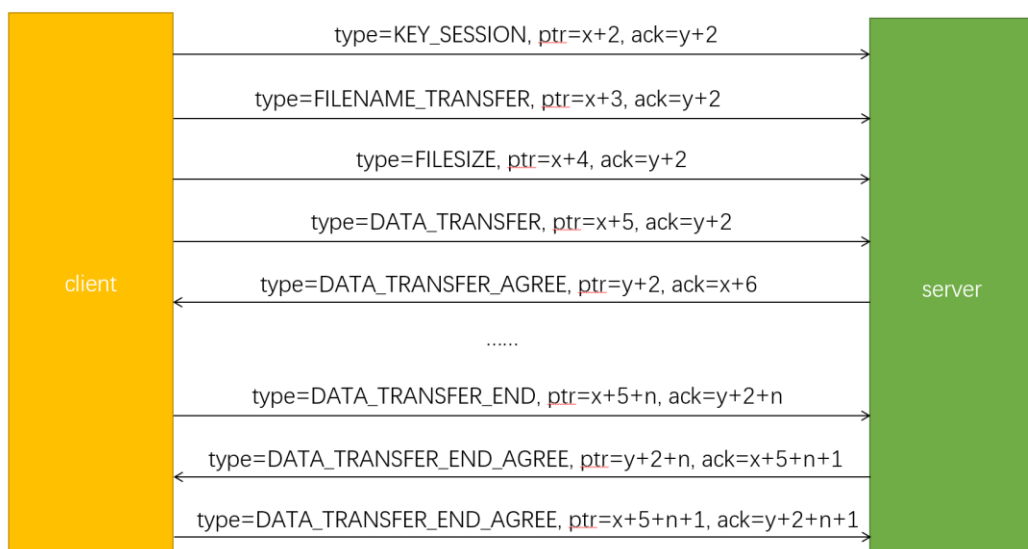 type=KEY_SESSION, ptr=x+2, ack=y+2
type=FILENAME_TRANSFER, ptr=x+3, ack=y+2
type=FILESIZE, ptr=x+4, ack=y+2
type=DATA_TRANSFER, ptr=x+5, ack=y+2
client
type=DATA_TRANSFER_AGREE, ptr=y+2, ack=x+6
server
......
type=DATA_TRANSFER_END, ptr=x+5+n, ack=y+2+n
type=DATA_TRANSFER_END_AGREE, ptr=y+2+n, ack=x+5+n+1
type=DATA_TRANSFER_END_AGREE, ptr=x+5+n+1, ack=y+2+n+1